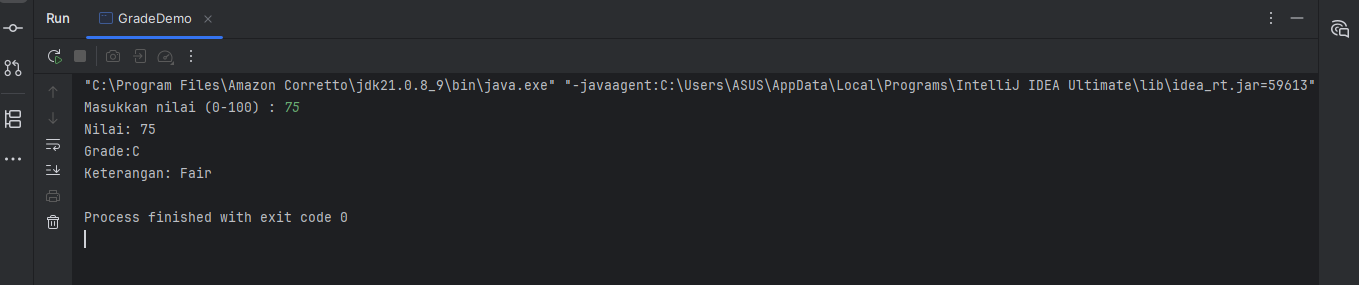 Run GradeDemo
"C:\Program Files\Amazon Corretto\jdk21.0.8_9\bin\java.exe" "-javaagent:C:\Users\ASUS\AppData\Local\Programs\IntelliJ IDEA Ultimate\lib\idea_rt.jar=59613"
Masukkan nilai (0-100) : 75
Nilai: 75
Grade:C
Keterangan: Fair
Process finished with exit code 0